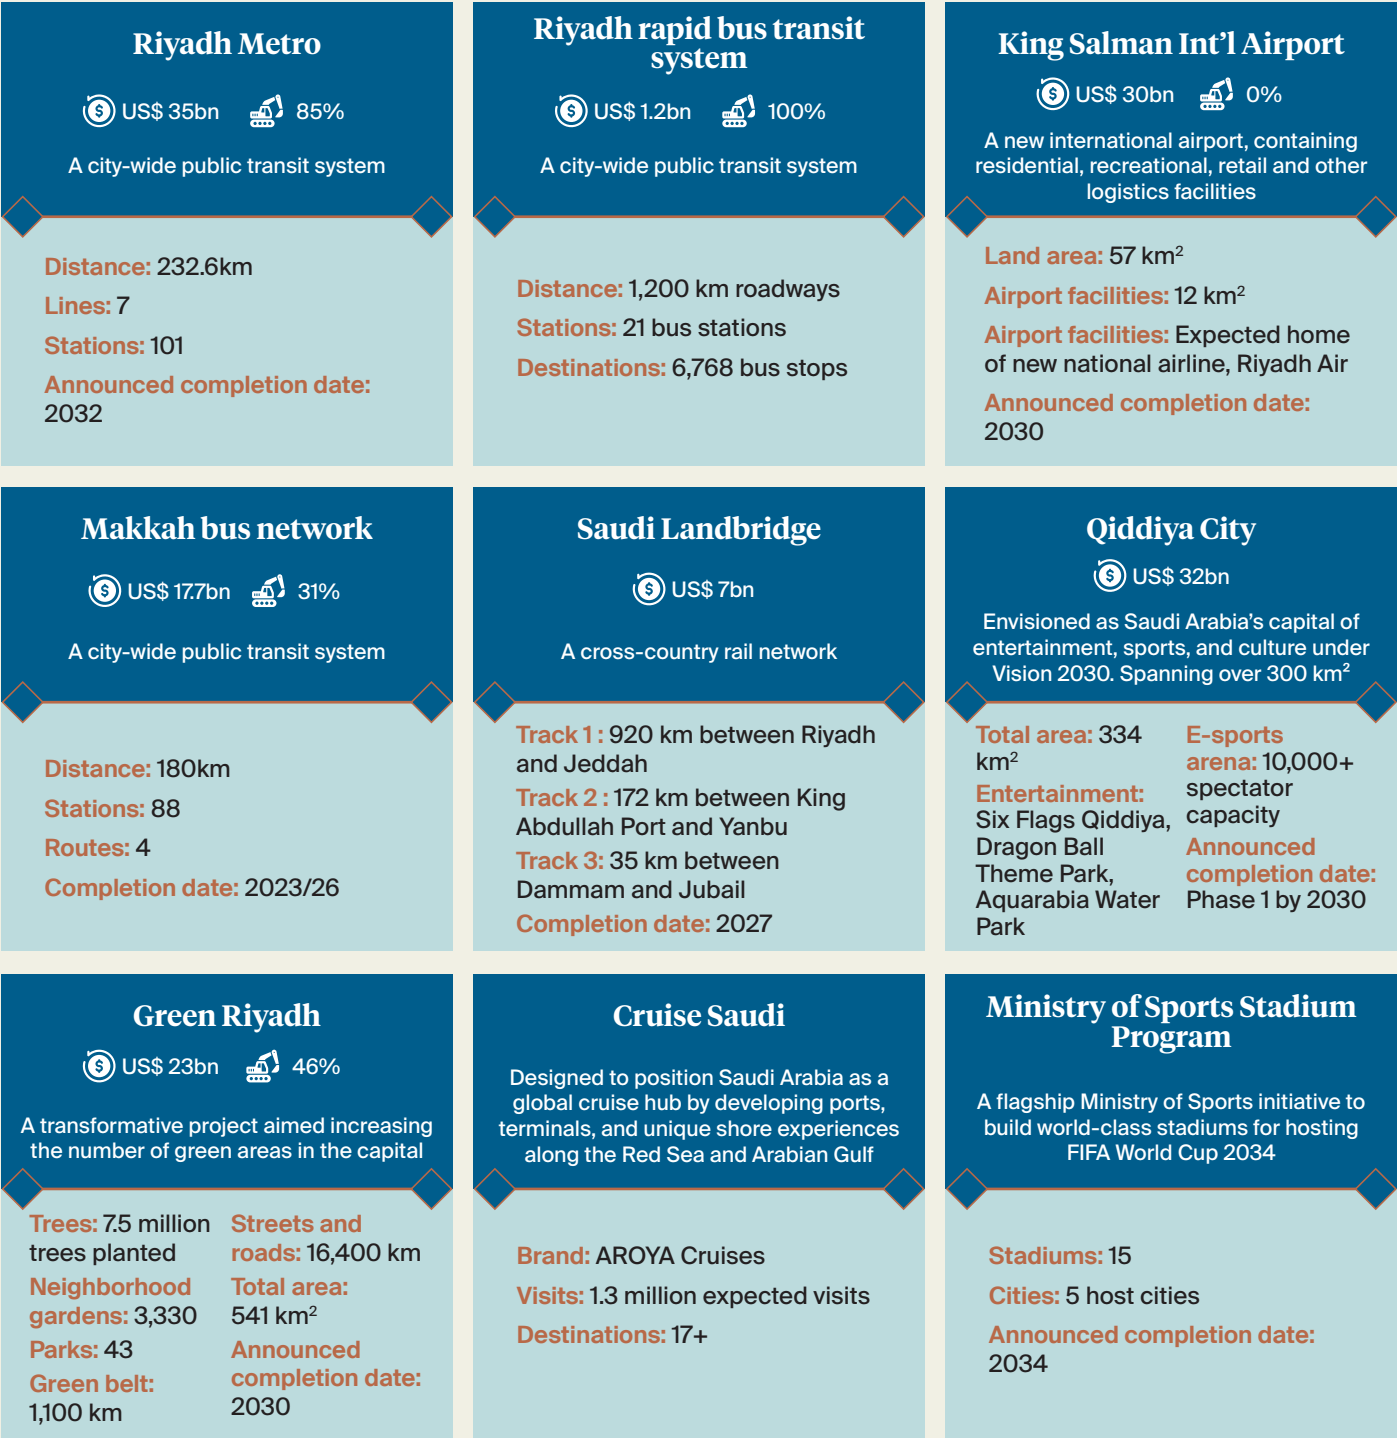 Riyadh Metro
US$ 35bn 85%
A city-wide public transit system
Distance: 232.6km
Lines: 7
Stations: 101
Announced completion date:
2032
Riyadh rapid bus transit
system
US$ 1.2bn 100%
A city-wide public transit system
Distance: 1,200 km roadways
Stations: 21 bus stations
Destinations: 6,768 bus stops
King Salman Int’l Airport
US$ 30bn 0%
A new international airport, containing
residential, recreational, retail and other
logistics facilities
Land area: 57 km²
Airport facilities: 12 km²
Airport facilities: Expected home
of new national airline, Riyadh Air
Announced completion date:
2030
Makkah bus network
US$ 17.7bn 31%
A city-wide public transit system
Distance: 180km
Stations: 88
Routes: 4
Completion date: 2023/26
Saudi Landbridge
US$ 7bn
A cross-country rail network
Track 1 : 920 km between Riyadh
and Jeddah
Track 2 : 172 km between King
Abdullah Port and Yanbu
Track 3: 35 km between
Dammam and Jubail
Completion date: 2027
Qiddiya City
US$ 32bn
Envisioned as Saudi Arabia’s capital of
entertainment, sports, and culture under
Vision 2030. Spanning over 300 km²
Total area: 334
km²
Entertainment:
Six Flags Qiddiya,
Dragon Ball
Theme Park,
Aquarabia Water
Park
E-sports
arena: 10,000+
spectator
capacity
Announced
completion date:
Phase 1 by 2030
Green Riyadh
US$ 23bn 46%
A transformative project aimed increasing
the number of green areas in the capital
Trees: 7.5 million
trees planted
Neighborhood
gardens: 3,330
Parks: 43
Green belt:
1,100 km
Streets and
roads: 16,400 km
Total area:
541 km²
Announced
completion date:
2030
Cruise Saudi
Designed to position Saudi Arabia as a
global cruise hub by developing ports,
terminals, and unique shore experiences
along the Red Sea and Arabian Gulf
Brand: AROYA Cruises
Visits: 1.3 million expected visits
Destinations: 17+
Ministry of Sports Stadium
Program
A flagship Ministry of Sports initiative to
build world-class stadiums for hosting
FIFA World Cup 2034
Stadiums: 15
Cities: 5 host cities
Announced completion date:
2034